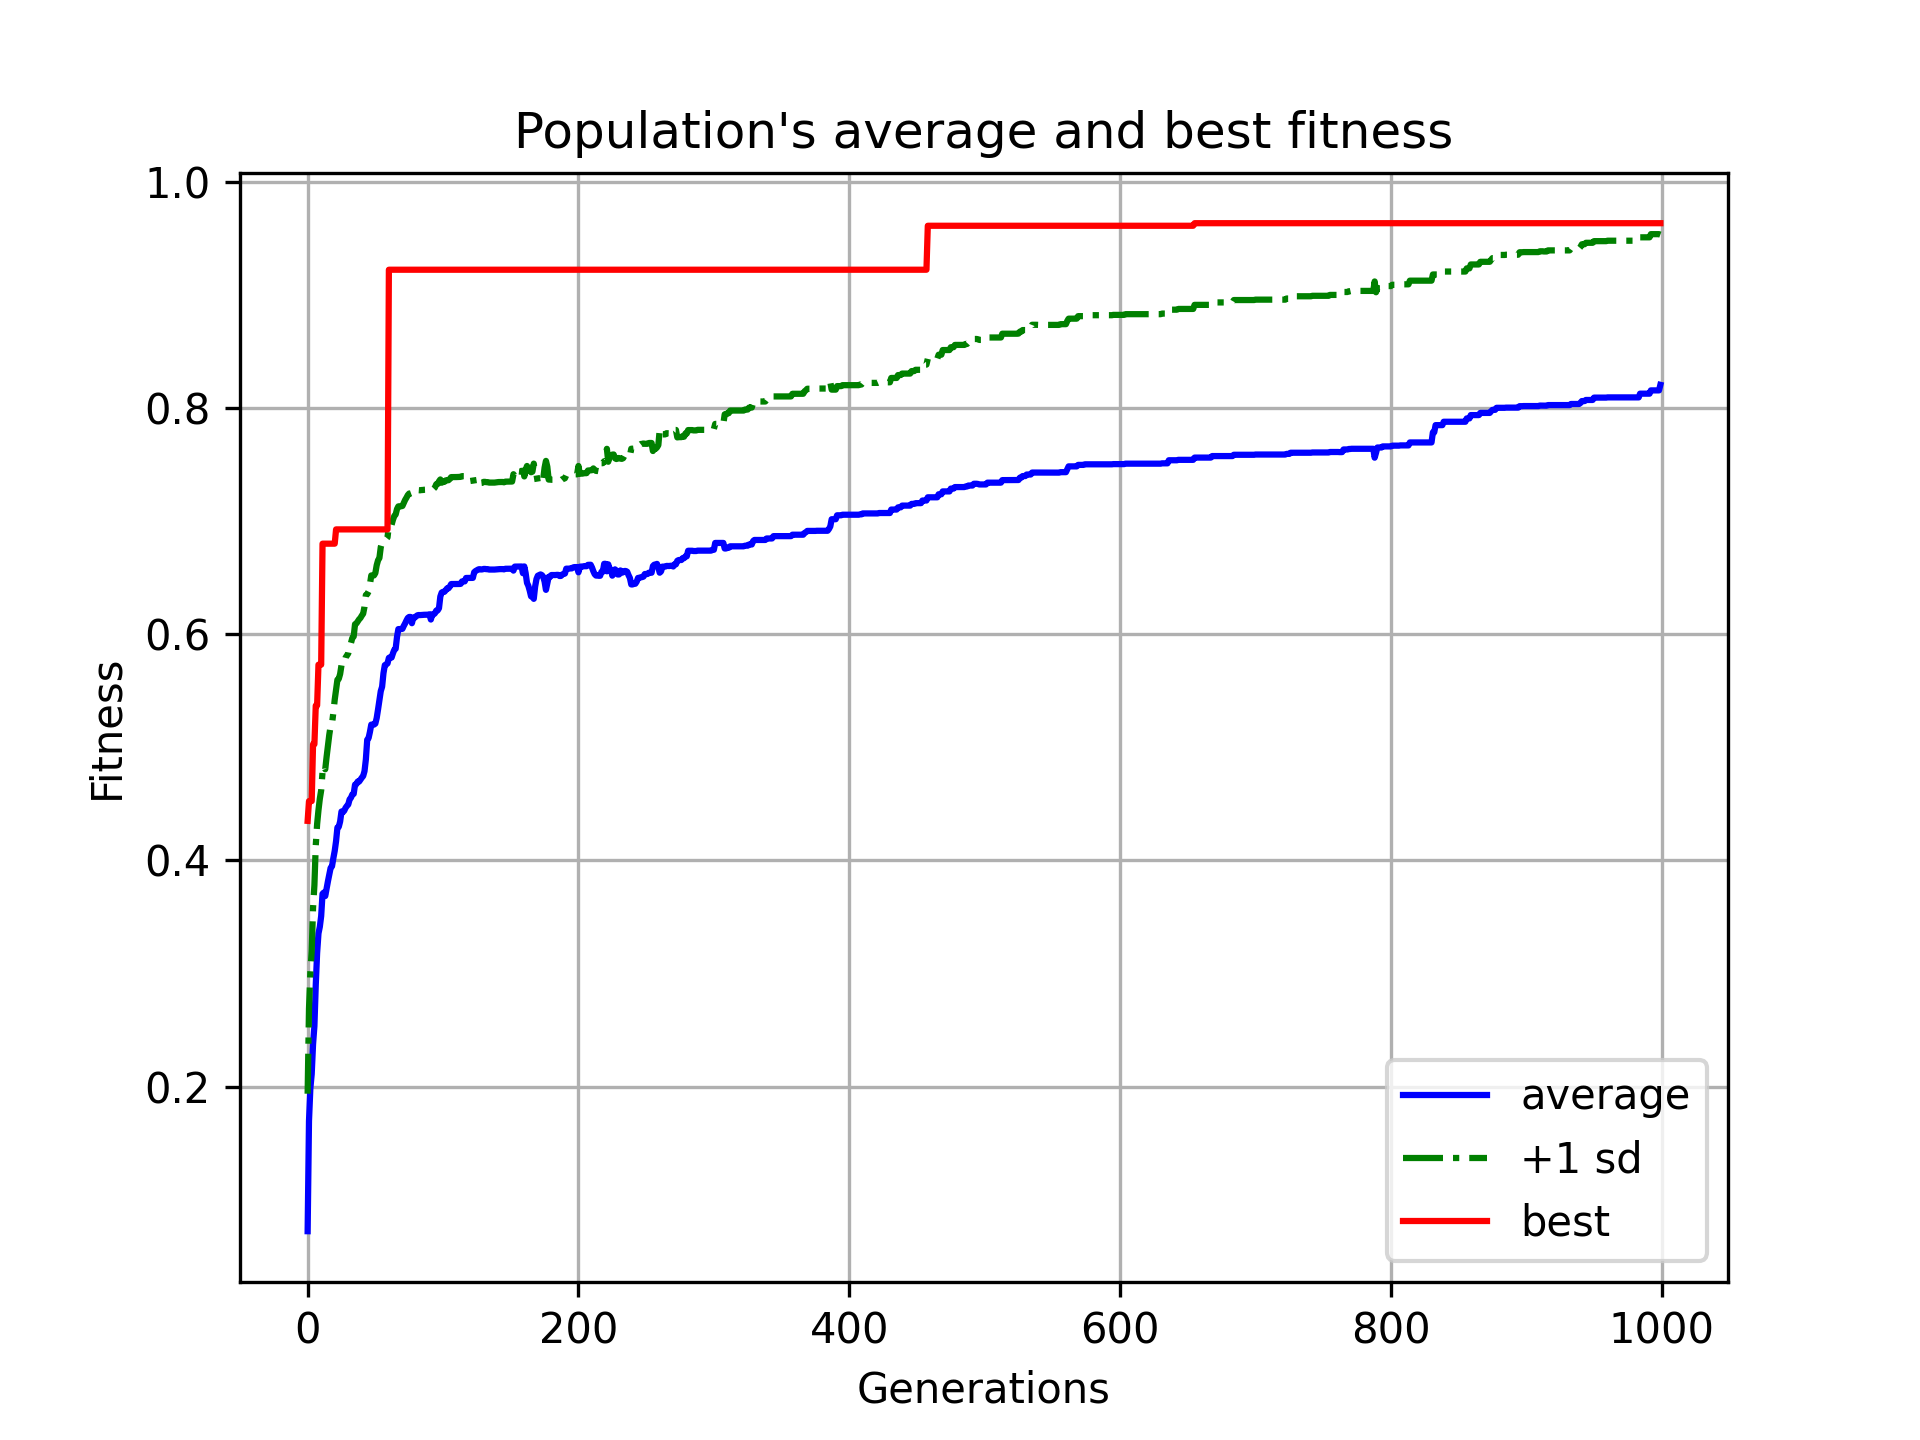 Population's average and best fitness
1.0
0.8
0.6
0.4
0.2
Fitness
0 200 400 600 800 1000
Generations
average
+1 sd
best